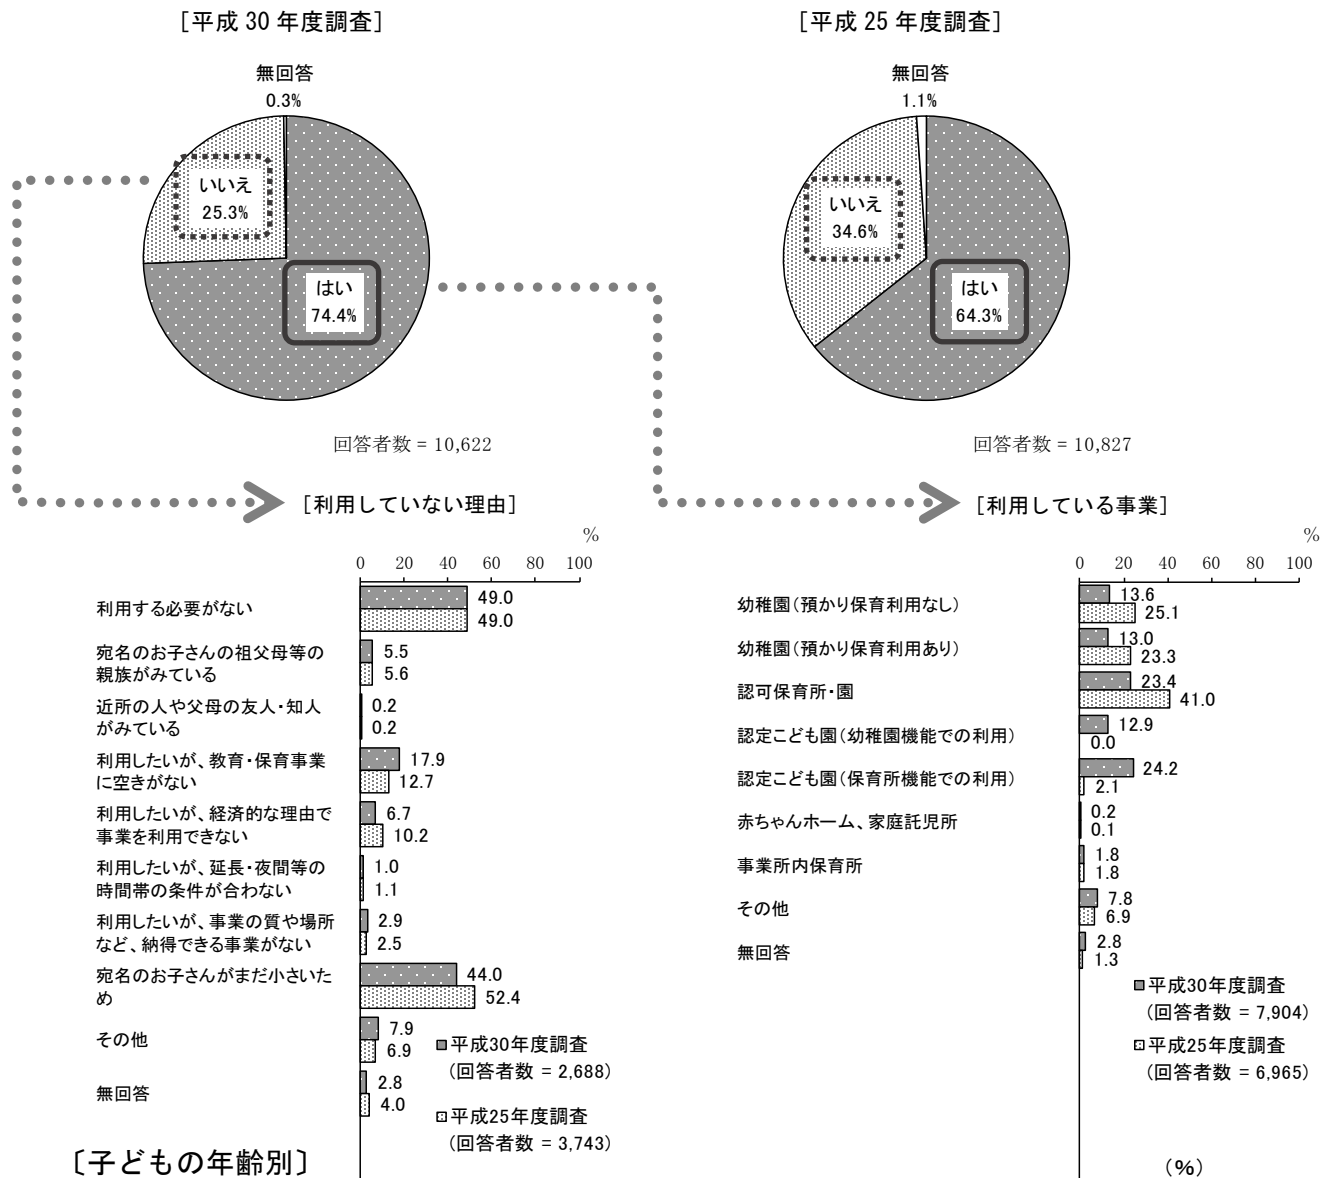 ［平成 30 年度調査］
［平成 25 年度調査］
無回答
0.3%
いいえ
25.3%
はい
74.4%
回答者数 = 10,622
無回答
1.1%
いいえ
34.6%
はい
64.3%
回答者数 = 10,827
［利用していない理由］
%
0 20 40 60 80 100
利用する必要がない
49.0
49.0
宛名のお子さんの祖父母等の
親族がみている
5.5
5.6
近所の人や父母の友人・知人
がみている
0.2
0.2
利用したいが、教育・保育事業
に空きがない
17.9
12.7
利用したいが、経済的な理由で
事業を利用できない
6.7
10.2
利用したいが、延長・夜間等の
時間帯の条件が合わない
1.0
1.1
利用したいが、事業の質や場所
など、納得できる事業がない
2.9
2.5
宛名のお子さんがまだ小さいた
め
44.0
52.4
その他
7.9
6.9
無回答
2.8
4.0
平成30年度調査
（回答者数 = 2,688）
平成25年度調査
（回答者数 = 3,743）
［利用している事業］
%
0 20 40 60 80 100
幼稚園（預かり保育利用なし）
13.6
25.1
幼稚園（預かり保育利用あり）
13.0
23.3
認可保育所・園
23.4
41.0
認定こども園（幼稚園機能での利用）
12.9
0.0
認定こども園（保育所機能での利用）
24.2
2.1
赤ちゃんホーム、家庭託児所
0.2
0.1
事業所内保育所
1.8
1.8
その他
7.8
6.9
無回答
2.8
1.3
平成30年度調査
（回答者数 = 7,904）
平成25年度調査
（回答者数 = 6,965）
〔子どもの年齢別〕
（%）